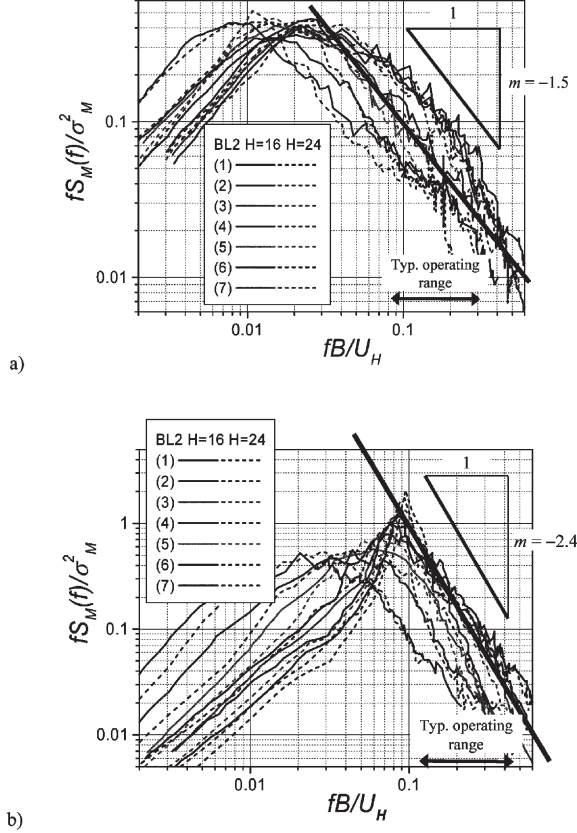 a)
fS_M(f)/σ²_M
0.1
0.01
BL2 H=16 H=24
(1)
(2)
(3)
(4)
(5)
(6)
(7)
1
m = −1.5
Typ. operating
range
0.01
0.1
fB/U_H
b)
fS_M(f)/σ²_M
1
0.1
0.01
BL2 H=16 H=24
(1)
(2)
(3)
(4)
(5)
(6)
(7)
1
m = −2.4
Typ. operating
range
0.01
0.1
fB/U_H